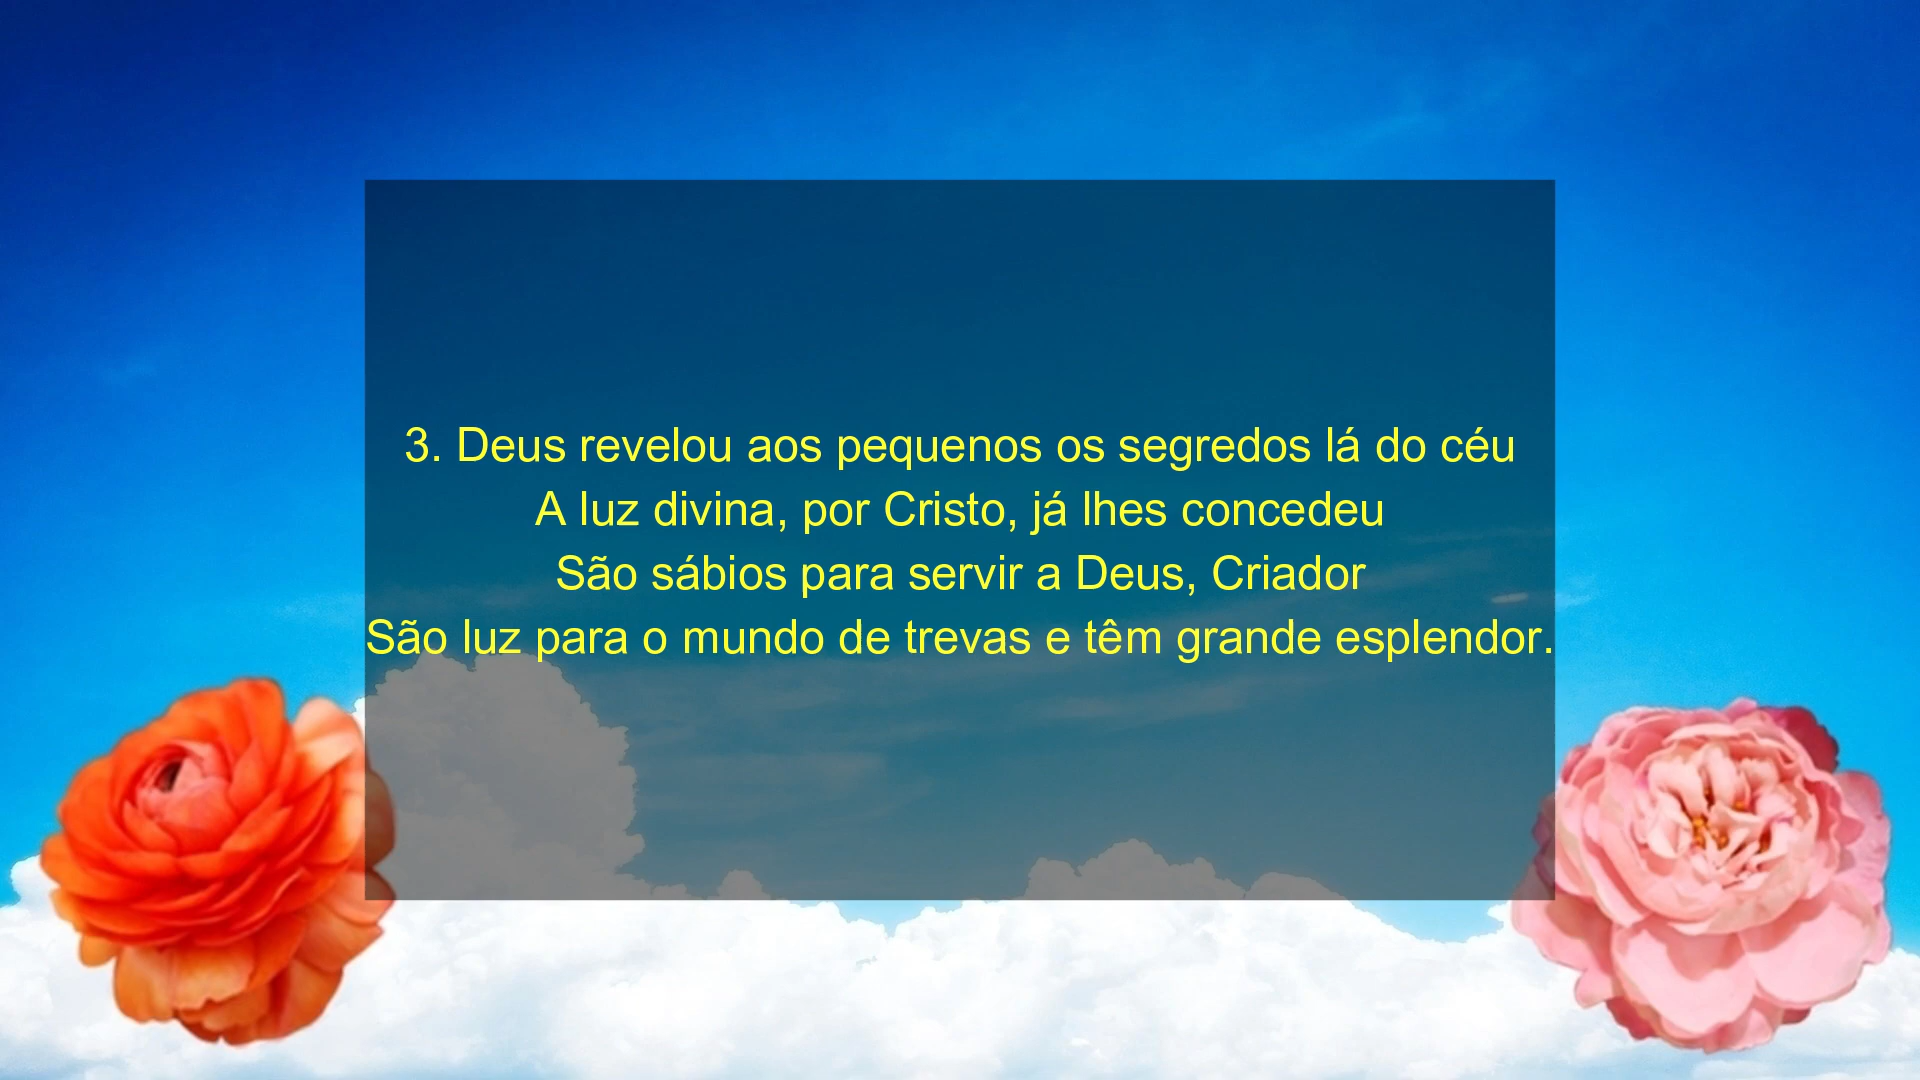 3. Deus revelou aos pequenos os segredos lá do céu
A luz divina, por Cristo, já lhes concedeu
São sábios para servir a Deus, Criador
São luz para o mundo de trevas e têm grande esplendor.